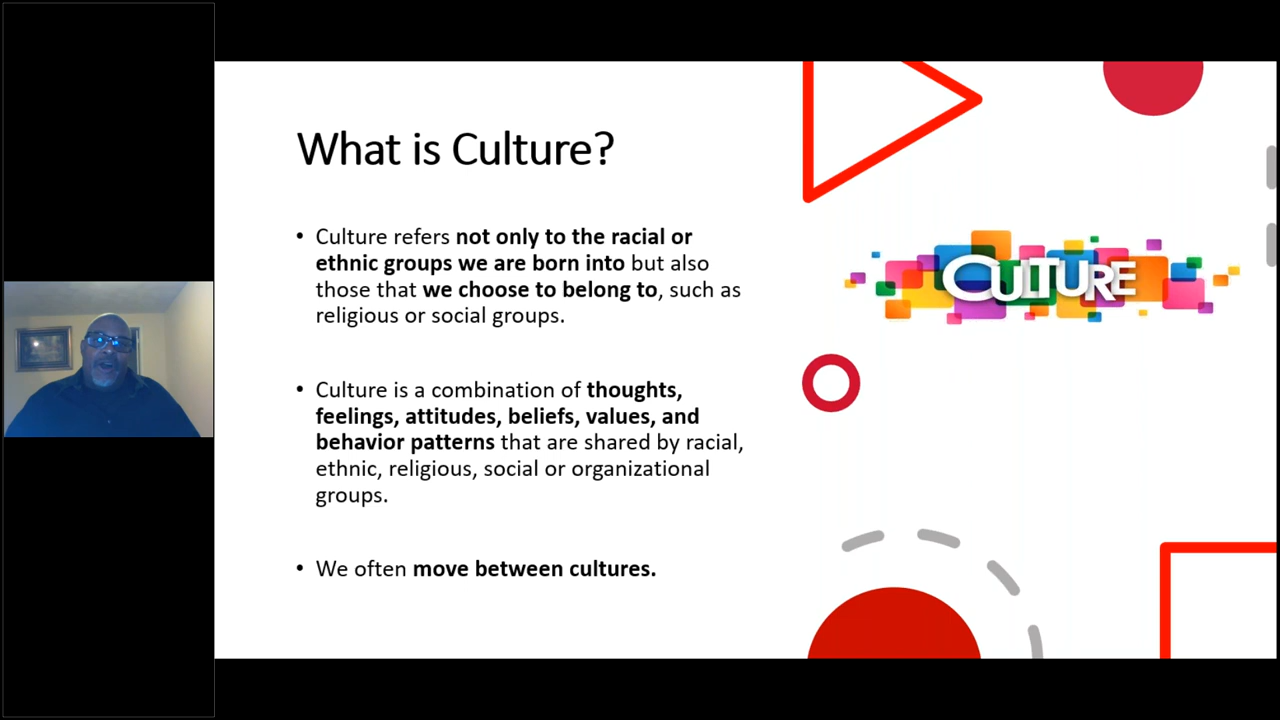 What is Culture?
• Culture refers not only to the racial or
ethnic groups we are born into but also
those that we choose to belong to, such as
religious or social groups.
• Culture is a combination of thoughts,
feelings, attitudes, beliefs, values, and
behavior patterns that are shared by racial,
ethnic, religious, social or organizational
groups.
• We often move between cultures.
CULTURE